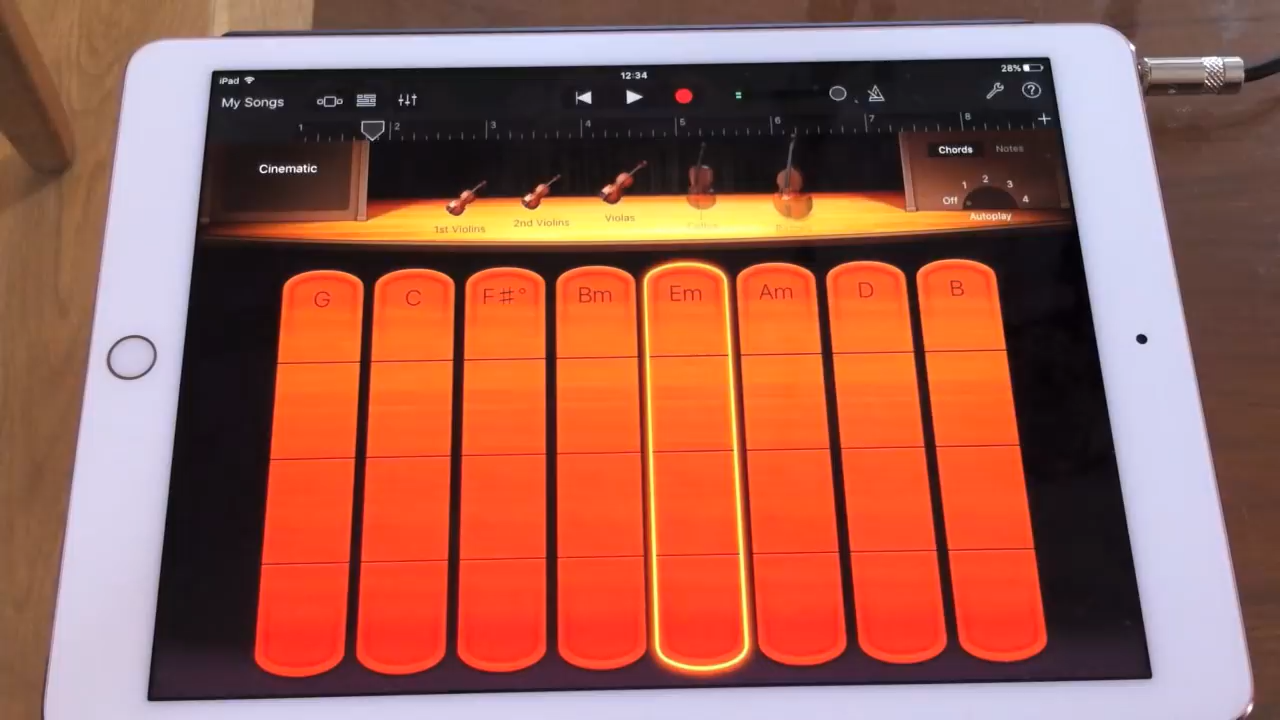 iPad 12:34 28%
My Songs
1 2 3 4 5 6 7 8 +
Cinematic
Chords Notes
1st Violins 2nd Violins Violas
Off 1 2 3 4
Autoplay
G C F♯° Bm Em Am D B